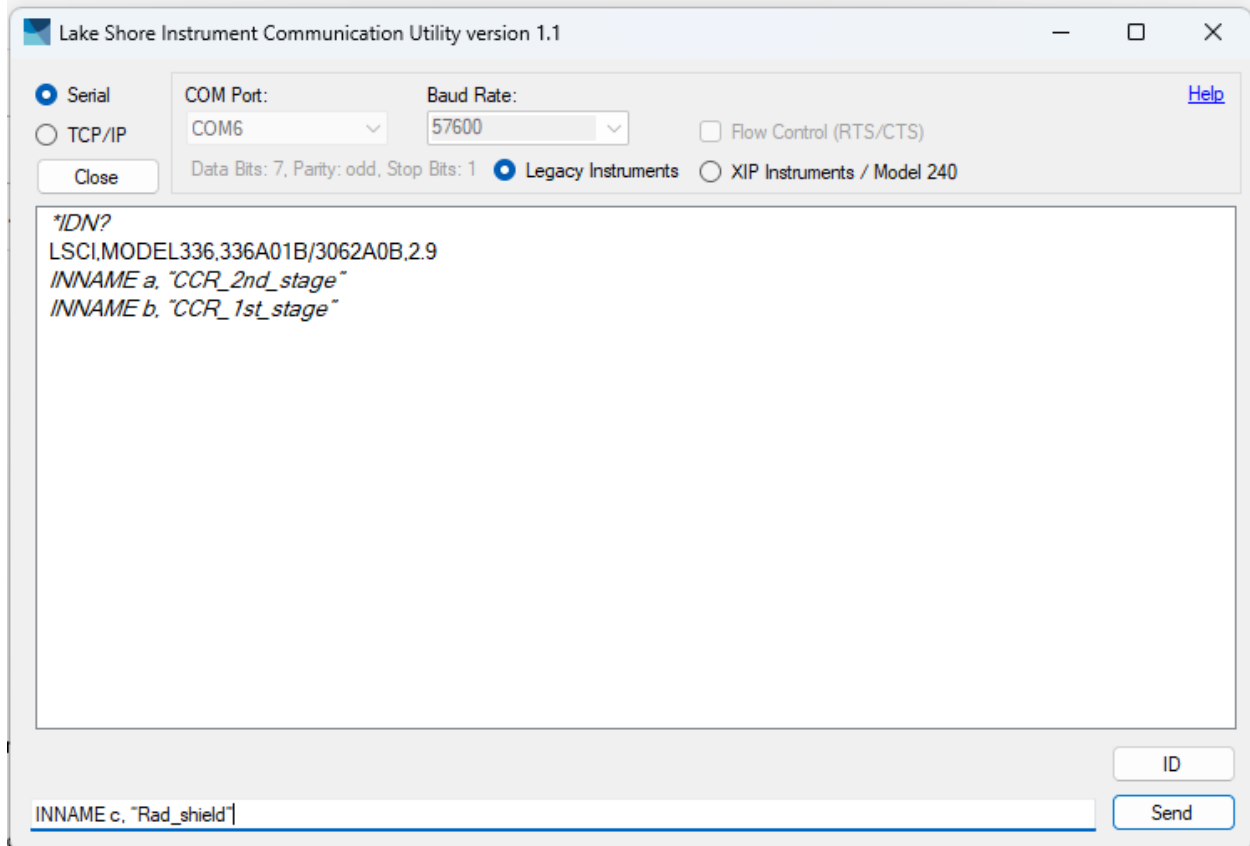 Lake Shore Instrument Communication Utility version 1.1
Serial
TCP/IP
Close
COM Port:
COM6
Baud Rate:
57600
Flow Control (RTS/CTS)
Help
Data Bits: 7, Parity: odd, Stop Bits: 1
Legacy Instruments
XIP Instruments / Model 240
*IDN?
LSCI,MODEL336,336A01B/3062A0B,2.9
INNAME a, "CCR_2nd_stage"
INNAME b, "CCR_1st_stage"
ID
INNAME c, "Rad_shield"
Send